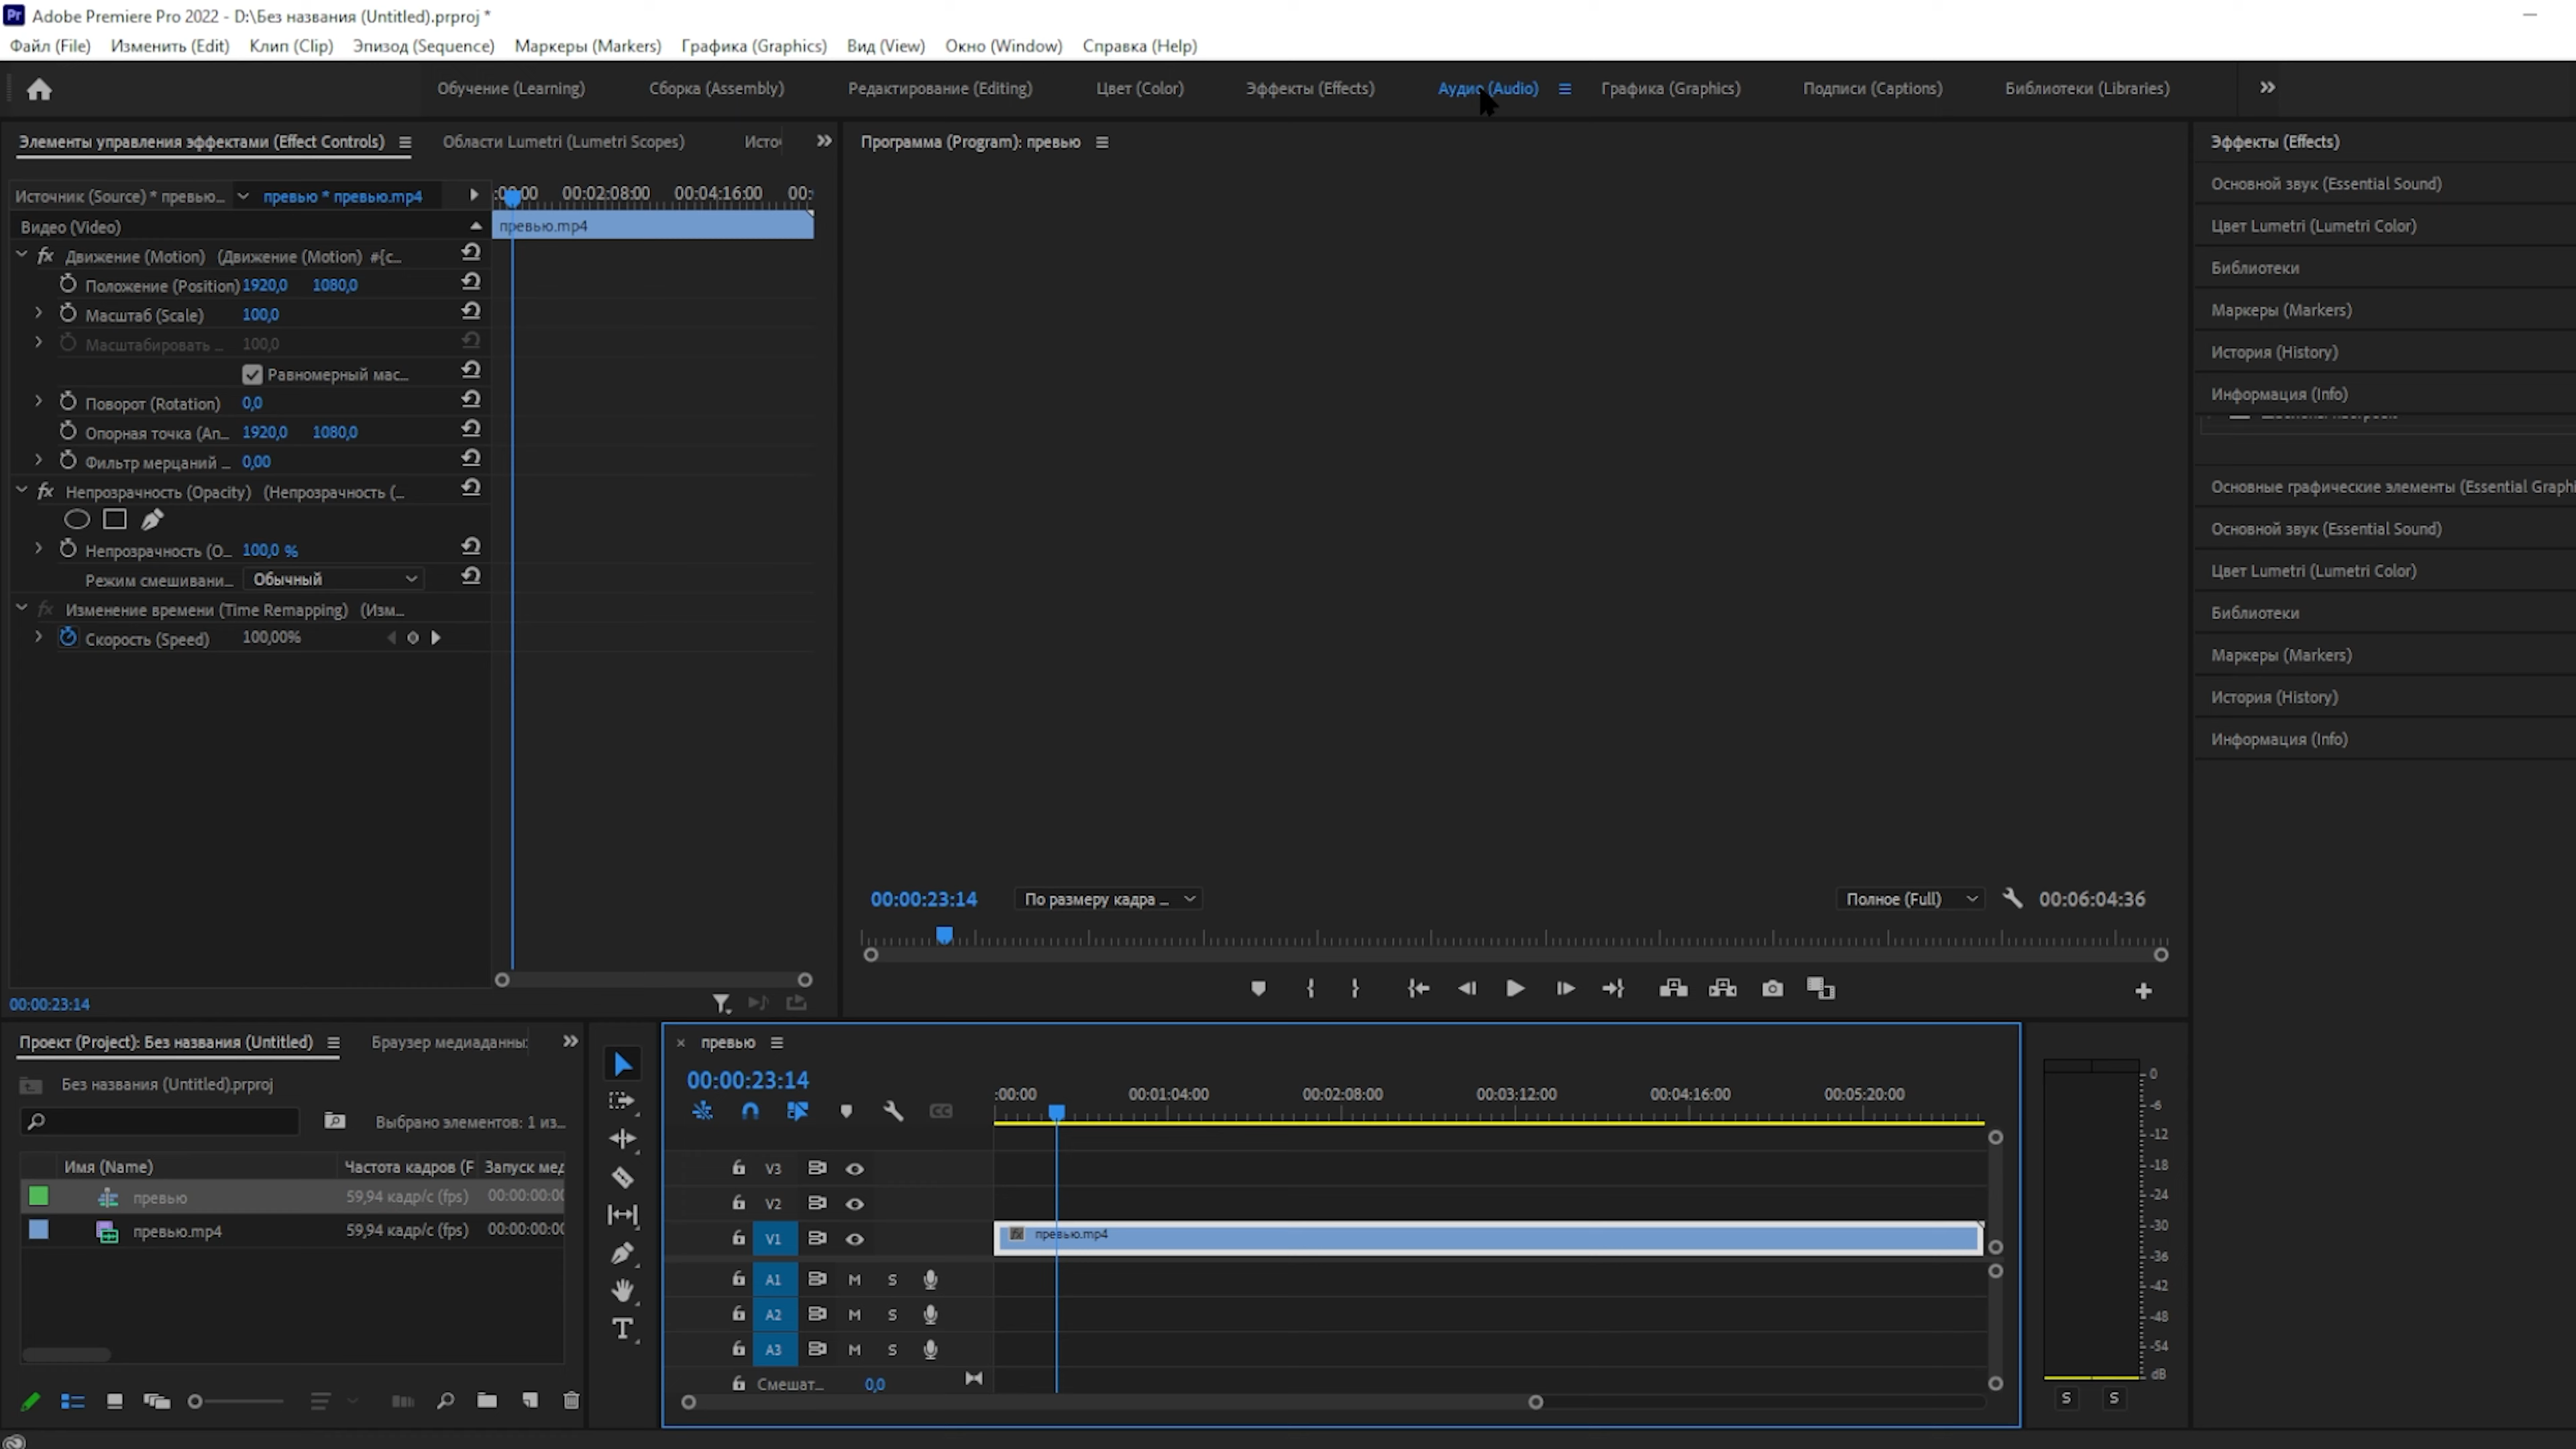 Pr Adobe Premiere Pro 2022 - D:\Без названия (Untitled).prproj *
Файл (File) Изменить (Edit) Клип (Clip) Эпизод (Sequence) Маркеры (Markers) Графика (Graphics) Вид (View) Окно (Window) Справка (Help)
Обучение (Learning) Сборка (Assembly) Редактирование (Editing) Цвет (Color) Эффекты (Effects) Аудио (Audio) Графика (Graphics) Подписи (Captions) Библиотеки (Libraries)
Элементы управления эффектами (Effect Controls) Области Lumetri (Lumetri Scopes) Исто
Программа (Program): превью
Источник (Source) * превью... превью * превью.mp4
:00:00 00:02:08:00 00:04:16:00 00:
Видео (Video)
превью.mp4
fx Движение (Motion) (Движение (Motion) #{c...
Положение (Position) 1920,0 1080,0
Масштаб (Scale) 100,0
Масштабировать ... 100,0
Равномерный мас...
Поворот (Rotation) 0,0
Опорная точка (An... 1920,0 1080,0
Фильтр мерцаний ... 0,00
fx Непрозрачность (Opacity) (Непрозрачность (...
Непрозрачность (O... 100,0 %
Режим смешивани... Обычный
fx Изменение времени (Time Remapping) (Изм...
Скорость (Speed) 100,00%
00:00:23:14
00:00:23:14 По размеру кадра ... Полное (Full) 00:06:04:36
Эффекты (Effects)
Основной звук (Essential Sound)
Цвет Lumetri (Lumetri Color)
Библиотеки
Маркеры (Markers)
История (History)
Информация (Info)
Основные графические элементы (Essential Graphi
Основной звук (Essential Sound)
Цвет Lumetri (Lumetri Color)
Библиотеки
Маркеры (Markers)
История (History)
Информация (Info)
Проект (Project): Без названия (Untitled) Браузер медиаданны:
Без названия (Untitled).prproj
Выбрано элементов: 1 из...
Имя (Name) Частота кадров (F Запуск мед
превью 59,94 кадр/с (fps) 00:00:00:00
превью.mp4 59,94 кадр/с (fps) 00:00:00:00
× превью
00:00:23:14
CC
:00:00 00:01:04:00 00:02:08:00 00:03:12:00 00:04:16:00 00:05:20:00
V3
V2
V1
fx превью.mp4
A1 M S
A2 M S
A3 M S
Смешат... 0,0
0
-6
-12
-18
-24
-30
-36
-42
-48
-54
dB
S S